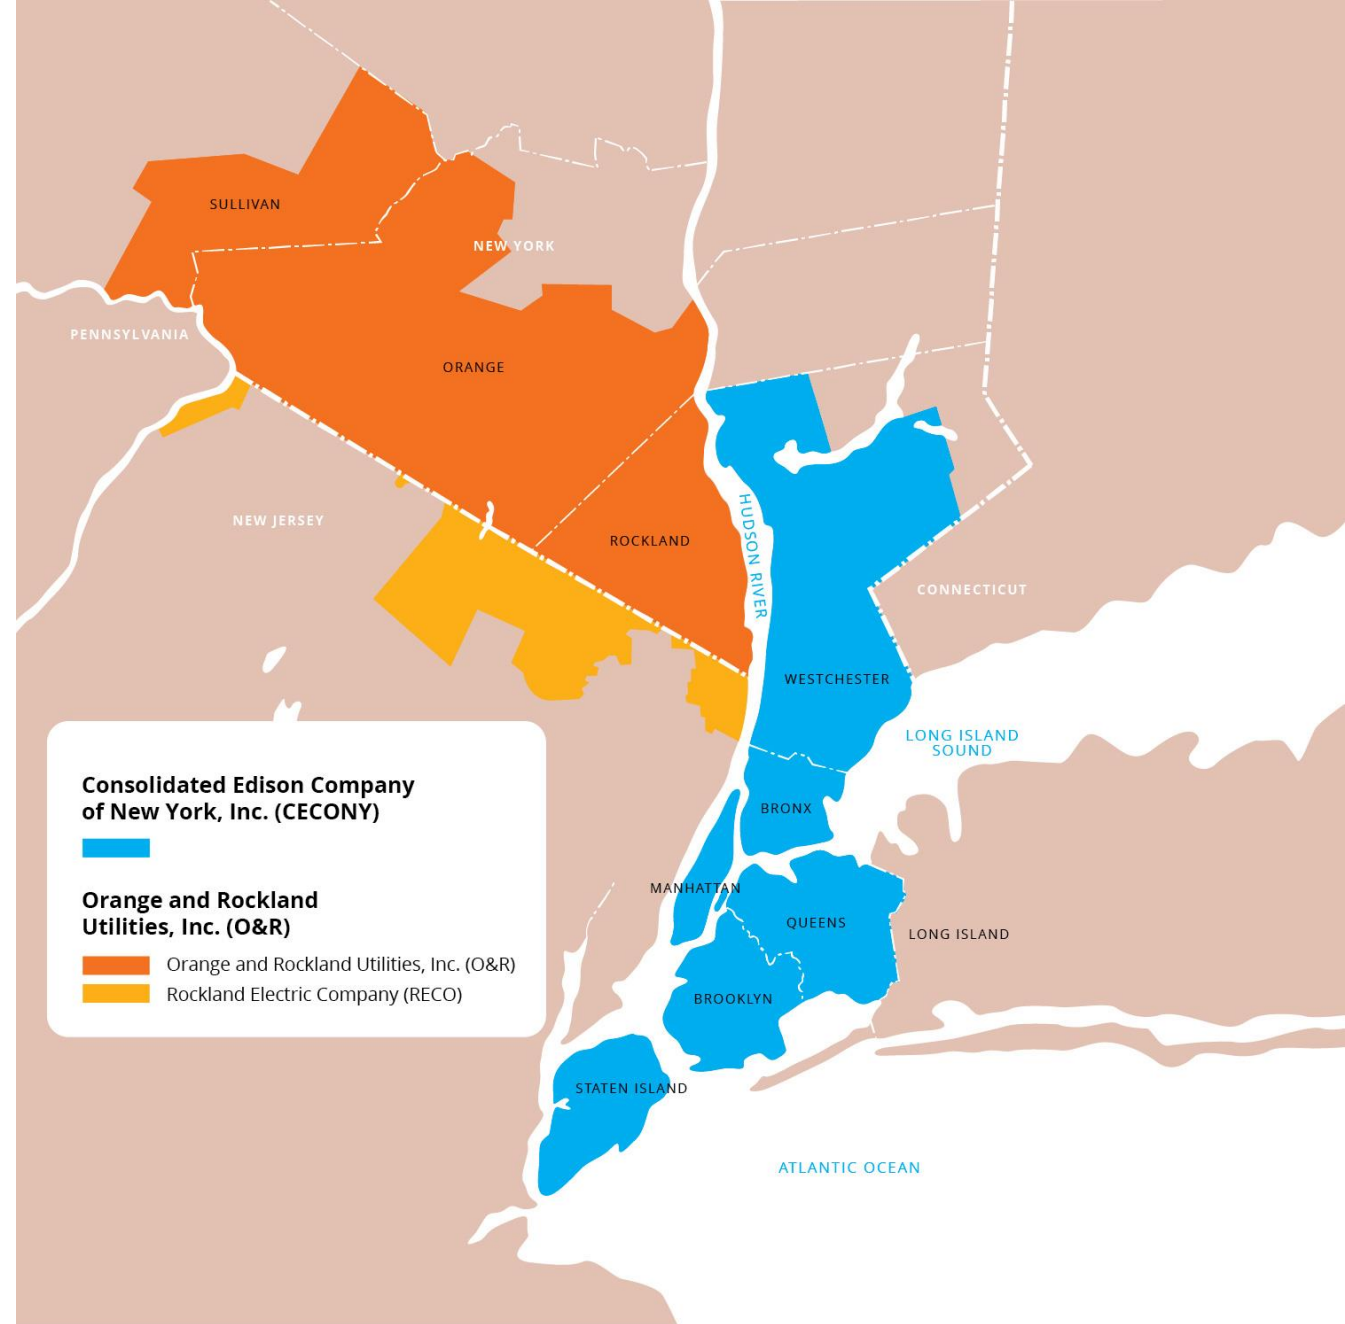 SULLIVAN
NEW YORK
PENNSYLVANIA
ORANGE
HUDSON RIVER
NEW JERSEY
ROCKLAND
CONNECTICUT
WESTCHESTER
LONG ISLAND
SOUND
BRONX
MANHATTAN
QUEENS
LONG ISLAND
BROOKLYN
STATEN ISLAND
ATLANTIC OCEAN
Consolidated Edison Company
of New York, Inc. (CECONY)
Orange and Rockland
Utilities, Inc. (O&R)
Orange and Rockland Utilities, Inc. (O&R)
Rockland Electric Company (RECO)